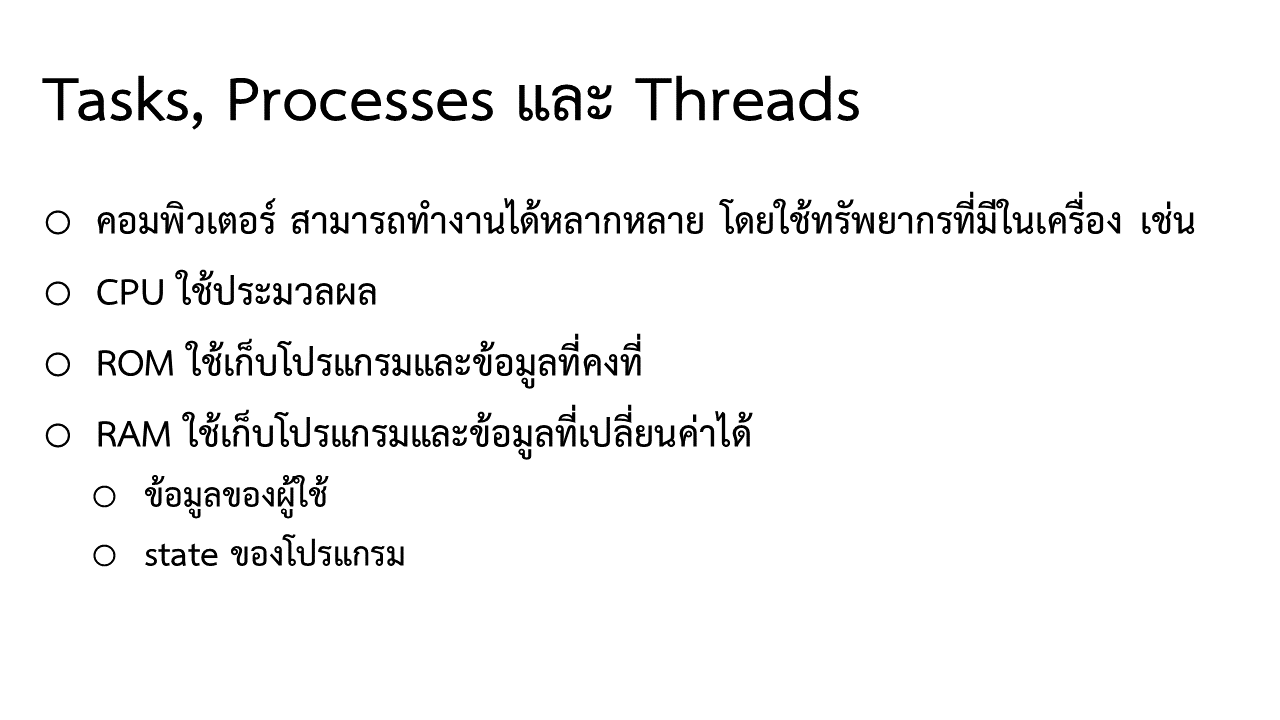 Tasks, Processes และ Threads
○ คอมพิวเตอร์ สามารถทำงานได้หลากหลาย โดยใช้ทรัพยากรที่มีในเครื่อง เช่น
○ CPU ใช้ประมวลผล
○ ROM ใช้เก็บโปรแกรมและข้อมูลที่คงที่
○ RAM ใช้เก็บโปรแกรมและข้อมูลที่เปลี่ยนค่าได้
○ ข้อมูลของผู้ใช้
○ state ของโปรแกรม